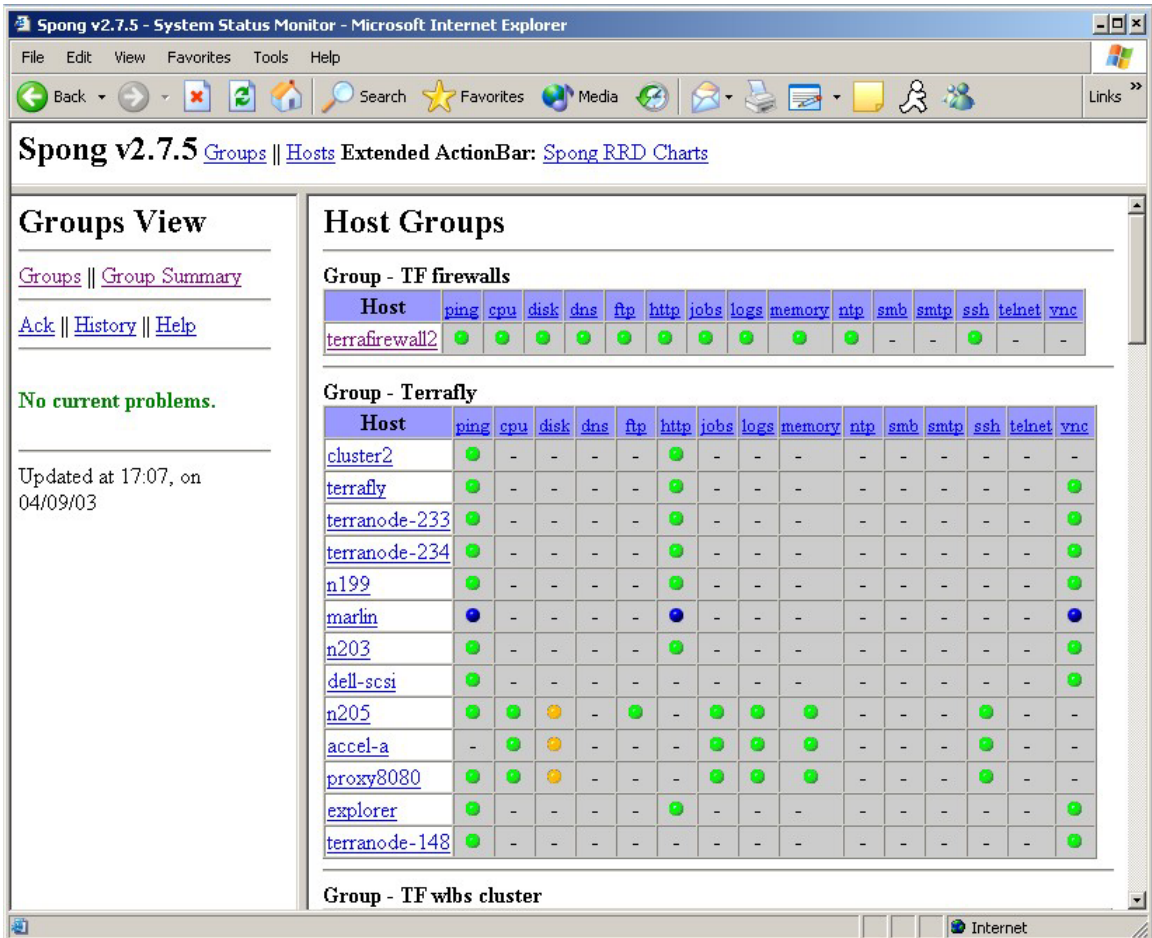 Spong v2.7.5 - System Status Monitor - Microsoft Internet Explorer
File Edit View Favorites Tools Help
Back Search Favorites Media Links »
Spong v2.7.5 Groups || Hosts Extended ActionBar: Spong RRD Charts
Groups View
Groups || Group Summary
Ack || History || Help
No current problems.
Updated at 17:07, on
04/09/03
Host Groups
Group - TF firewalls
Host ping cpu disk dns ftp http jobs logs memory ntp smb smtp ssh telnet vnc
terrafirewall2 - - - -
Group - Terrafly
Host ping cpu disk dns ftp http jobs logs memory ntp smb smtp ssh telnet vnc
cluster2 - - - - - - - - - - - - -
terrafly - - - - - - - - - - - -
terranode-233 - - - - - - - - - - - -
terranode-234 - - - - - - - - - - - -
n199 - - - - - - - - - - - -
marlin - - - - - - - - - - - -
n203 - - - - - - - - - - - -
dell-scsi - - - - - - - - - - - - -
n205 - - - - - - -
accel-a - - - - - - - - -
proxy8080 - - - - - - - -
explorer - - - - - - - - - - - -
terranode-148 - - - - - - - - - - - - -
Group - TF wlbs cluster
Internet